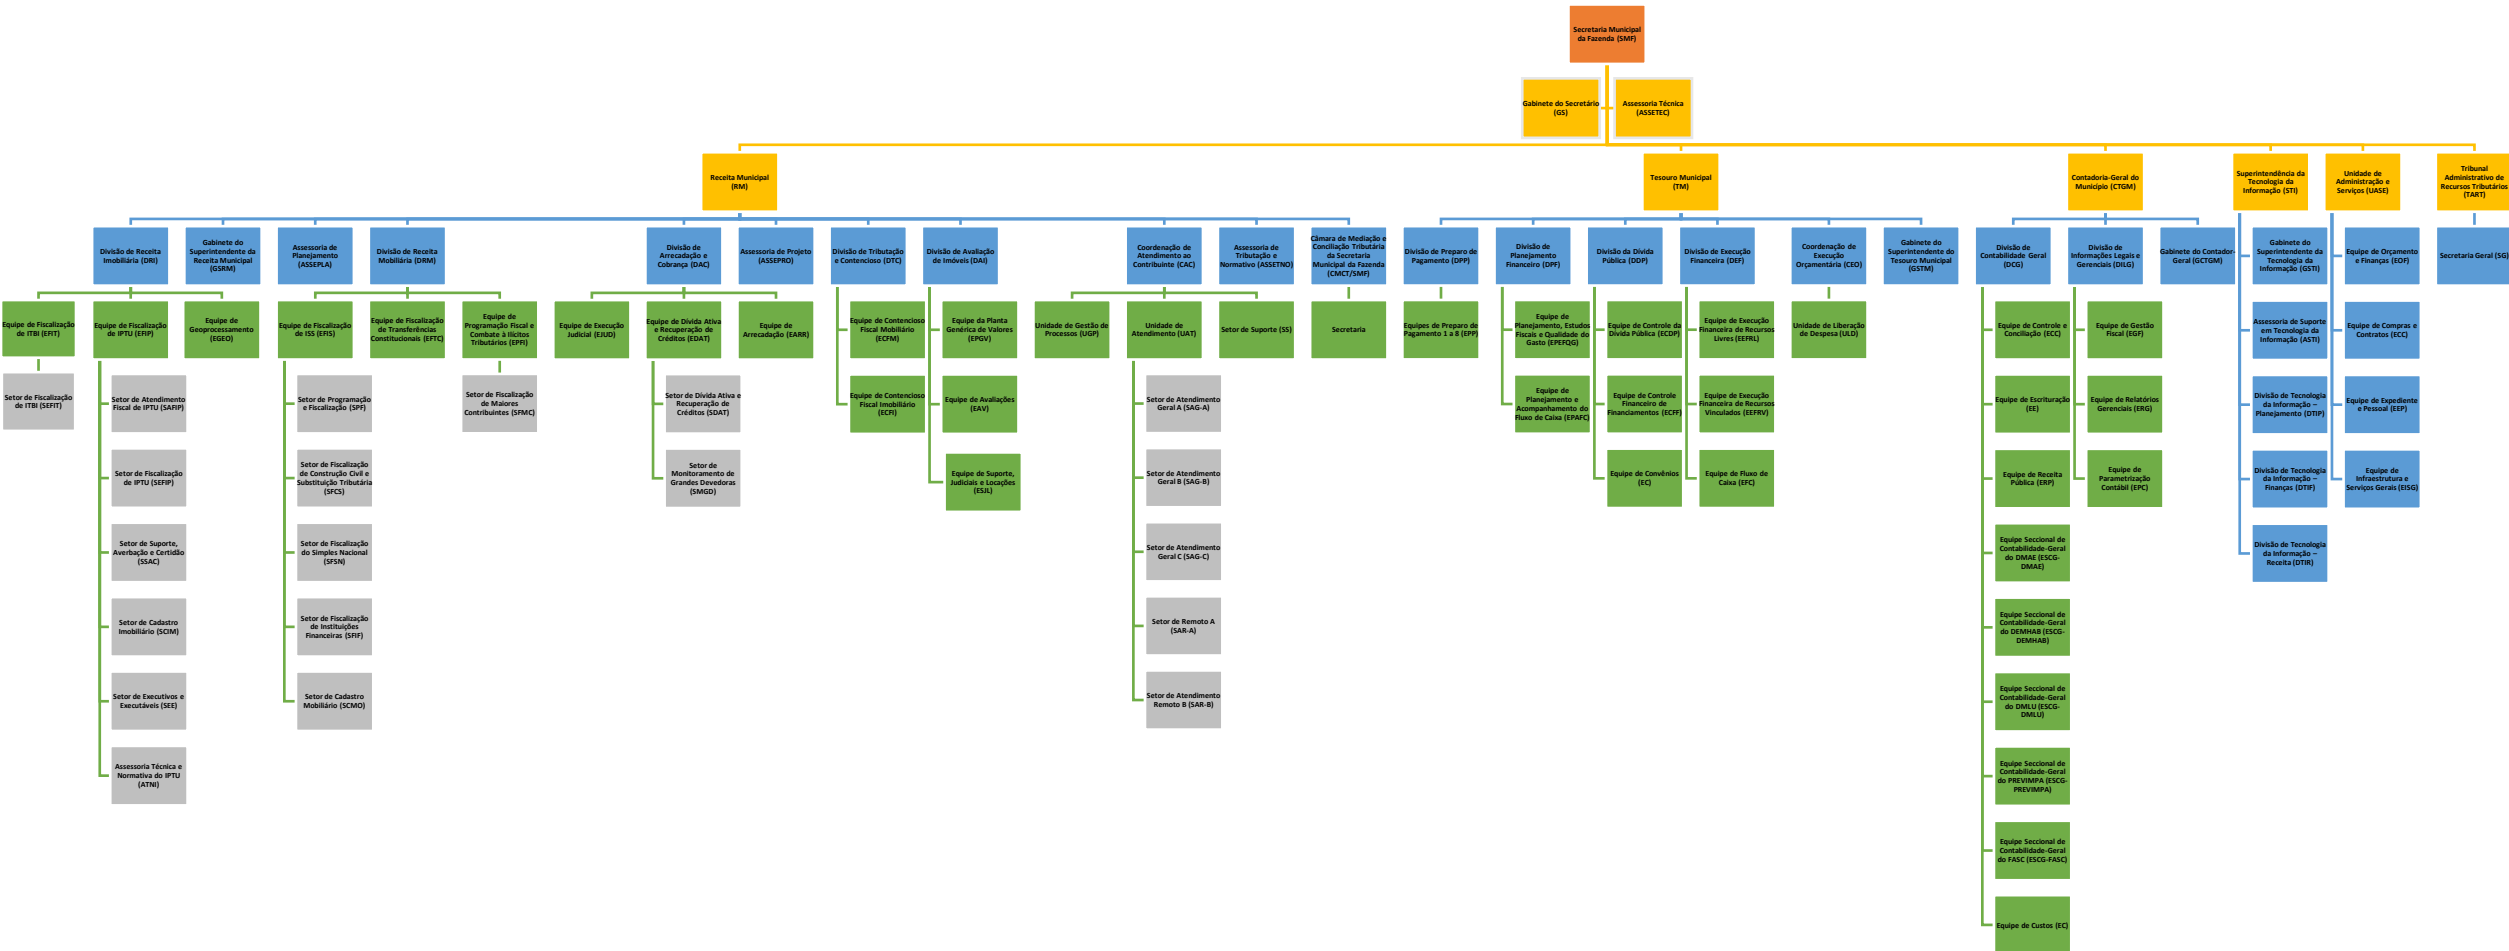 Secretaria Municipal
da Fazenda (SMF)
Gabinete do Secretário
(GS)
Assessoria Técnica
(ASSETEC)
Receita Municipal
(RM)
Tesouro Municipal
(TM)
Contadoria-Geral do
Município (CTGM)
Superintendência da
Tecnologia da
Informação (STI)
Unidade de
Administração e
Serviços (UASE)
Tribunal
Administrativo de
Recursos Tributários
(TART)
Divisão de Receita
Imobiliária (DRI)
Gabinete do
Superintendente da
Receita Municipal
(GSRM)
Assessoria de
Planejamento
(ASSEPLA)
Divisão de Receita
Mobiliária (DRM)
Divisão de
Arrecadação e
Cobrança (DAC)
Assessoria de Projeto
(ASSEPRO)
Divisão de Tributação
e Contencioso (DTC)
Divisão de Avaliação
de Imóveis (DAI)
Coordenação de
Atendimento ao
Contribuinte (CAC)
Assessoria de
Tributação e
Normativo (ASSETNO)
Câmara de Mediação e
Conciliação Tributária
da Secretaria
Municipal da Fazenda
(CMCT/SMF)
Divisão de Preparo de
Pagamento (DPP)
Divisão de
Planejamento
Financeiro (DPF)
Divisão da Dívida
Pública (DDP)
Divisão de Execução
Financeira (DEF)
Coordenação de
Execução
Orçamentária (CEO)
Gabinete do
Superintendente do
Tesouro Municipal
(GSTM)
Divisão de
Contabilidade Geral
(DCG)
Divisão de
Informações Legais e
Gerenciais (DILG)
Gabinete do Contador-
Geral (GCTGM)
Gabinete do
Superintendente da
Tecnologia da
Informação (GSTI)
Equipe de Orçamento
e Finanças (EOF)
Secretaria Geral (SG)
Equipe de Fiscalização
de ITBI (EFIT)
Equipe de Fiscalização
de IPTU (EFIP)
Equipe de
Geoprocessamento
(EGEO)
Equipe de Fiscalização
de ISS (EFIS)
Equipe de Fiscalização
de Transferências
Constitucionais (EFTC)
Equipe de
Programação Fiscal e
Combate à Ilícitos
Tributários (EPFI)
Equipe de Execução
Judicial (EJUD)
Equipe de Dívida Ativa
e Recuperação de
Créditos (EDAT)
Equipe de
Arrecadação (EARR)
Equipe de Contencioso
Fiscal Mobiliário
(ECFM)
Equipe da Planta
Genérica de Valores
(EPGV)
Unidade de Gestão de
Processos (UGP)
Unidade de
Atendimento (UAT)
Setor de Suporte (SS)
Secretaria
Equipes de Preparo de
Pagamento 1 a 8 (EPP)
Equipe de
Planejamento, Estudos
Fiscais e Qualidade do
Gasto (EPEFQG)
Equipe de Controle da
Dívida Pública (ECDP)
Equipe de Execução
Financeira de Recursos
Livres (EEFRL)
Unidade de Liberação
de Despesa (ULD)
Equipe de Controle e
Conciliação (ECC)
Equipe de Gestão
Fiscal (EGF)
Assessoria de Suporte
em Tecnologia da
Informação (ASTI)
Equipe de Compras e
Contratos (ECC)
Setor de Fiscalização
de ITBI (SEFIT)
Setor de Atendimento
Fiscal de IPTU (SAFIP)
Setor de Programação
e Fiscalização (SPF)
Setor de Fiscalização
de Maiores
Contribuintes (SFMC)
Setor de Dívida Ativa e
Recuperação de
Créditos (SDAT)
Equipe de Contencioso
Fiscal Imobiliário
(ECFI)
Equipe de Avaliações
(EAV)
Setor de Atendimento
Geral A (SAG-A)
Equipe de
Planejamento e
Acompanhamento do
Fluxo de Caixa (EPAFC)
Equipe de Controle
Financeiro de
Financiamentos (ECFF)
Equipe de Execução
Financeira de Recursos
Vinculados (EEFRV)
Equipe de Escrituração
(EE)
Equipe de Relatórios
Gerenciais (ERG)
Divisão de Tecnologia
da Informação –
Planejamento (DTIP)
Equipe de Expediente
e Pessoal (EEP)
Setor de Fiscalização
de IPTU (SEFIP)
Setor de Fiscalização
de Construção Civil e
Substituição Tributária
(SFCS)
Setor de
Monitoramento de
Grandes Devedoras
(SMGD)
Equipe de Suporte,
Judiciais e Locações
(ESJL)
Setor de Atendimento
Geral B (SAG-B)
Equipe de Convênios
(EC)
Equipe de Fluxo de
Caixa (EFC)
Equipe de Receita
Pública (ERP)
Equipe de
Parametrização
Contábil (EPC)
Divisão de Tecnologia
da Informação –
Finanças (DTIF)
Equipe de
Infraestrutura e
Serviços Gerais (EISG)
Setor de Suporte,
Averbação e Certidão
(SSAC)
Setor de Fiscalização
do Simples Nacional
(SFSN)
Setor de Atendimento
Geral C (SAG-C)
Equipe Seccional de
Contabilidade-Geral
do DMAE (ESCG-
DMAE)
Divisão de Tecnologia
da Informação –
Receita (DTIR)
Setor de Cadastro
Imobiliário (SCIM)
Setor de Fiscalização
de Instituições
Financeiras (SFIF)
Setor de Remoto A
(SAR-A)
Equipe Seccional de
Contabilidade-Geral
do DEMHAB (ESCG-
DEMHAB)
Setor de Executivos e
Executáveis (SEE)
Setor de Cadastro
Mobiliário (SCMO)
Setor de Atendimento
Remoto B (SAR-B)
Equipe Seccional de
Contabilidade-Geral
do DMLU (ESCG-
DMLU)
Assessoria Técnica e
Normativa do IPTU
(ATNI)
Equipe Seccional de
Contabilidade-Geral
do PREVIMPA (ESCG-
PREVIMPA)
Equipe Seccional de
Contabilidade-Geral
do FASC (ESCG-FASC)
Equipe de Custos (EC)